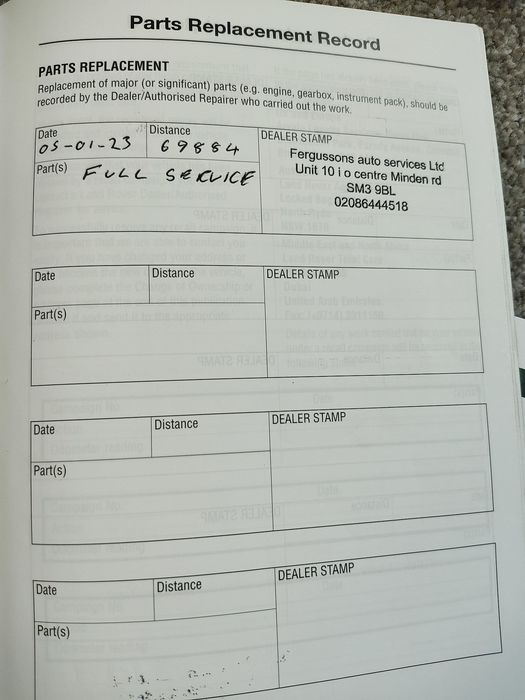 Parts Replacement Record
PARTS REPLACEMENT
Replacement of major (or significant) parts (e.g. engine, gearbox, instrument pack), should be
recorded by the Dealer/Authorised Repairer who carried out the work.
Date
05-01-23
Distance
69884
DEALER STAMP
Fergussons auto services Ltd
Unit 10 i o centre Minden rd
SM3 9BL
02086444518
Part(s) FULL SERVICE
Date
Distance
DEALER STAMP
Part(s)
Date
Distance
DEALER STAMP
Part(s)
Date
Distance
DEALER STAMP
Part(s)